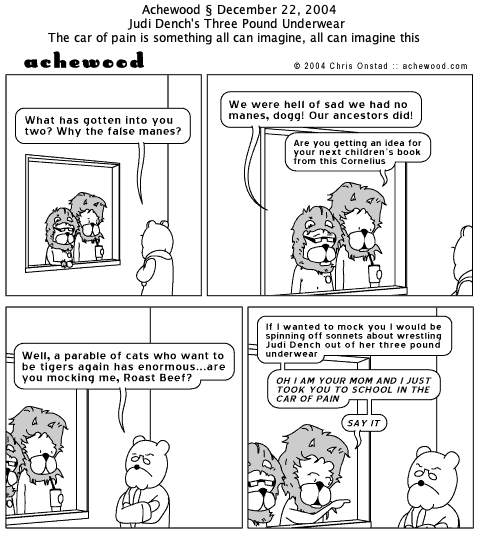 Achewood § December 22, 2004
Judi Dench's Three Pound Underwear
The car of pain is something all can imagine, all can imagine this
achewood
© 2004 Chris Onstad :: achewood.com
What has gotten into you
two? Why the false manes?
We were hell of sad we had no
manes, dogg! Our ancestors did!
Are you getting an idea for
your next children's book
from this Cornelius
Well, a parable of cats who want to
be tigers again has enormous...are
you mocking me, Roast Beef?
If I wanted to mock you I would be
spinning off sonnets about wrestling
Judi Dench out of her three pound
underwear
OH I AM YOUR MOM AND I JUST
TOOK YOU TO SCHOOL IN THE
CAR OF PAIN
SAY IT